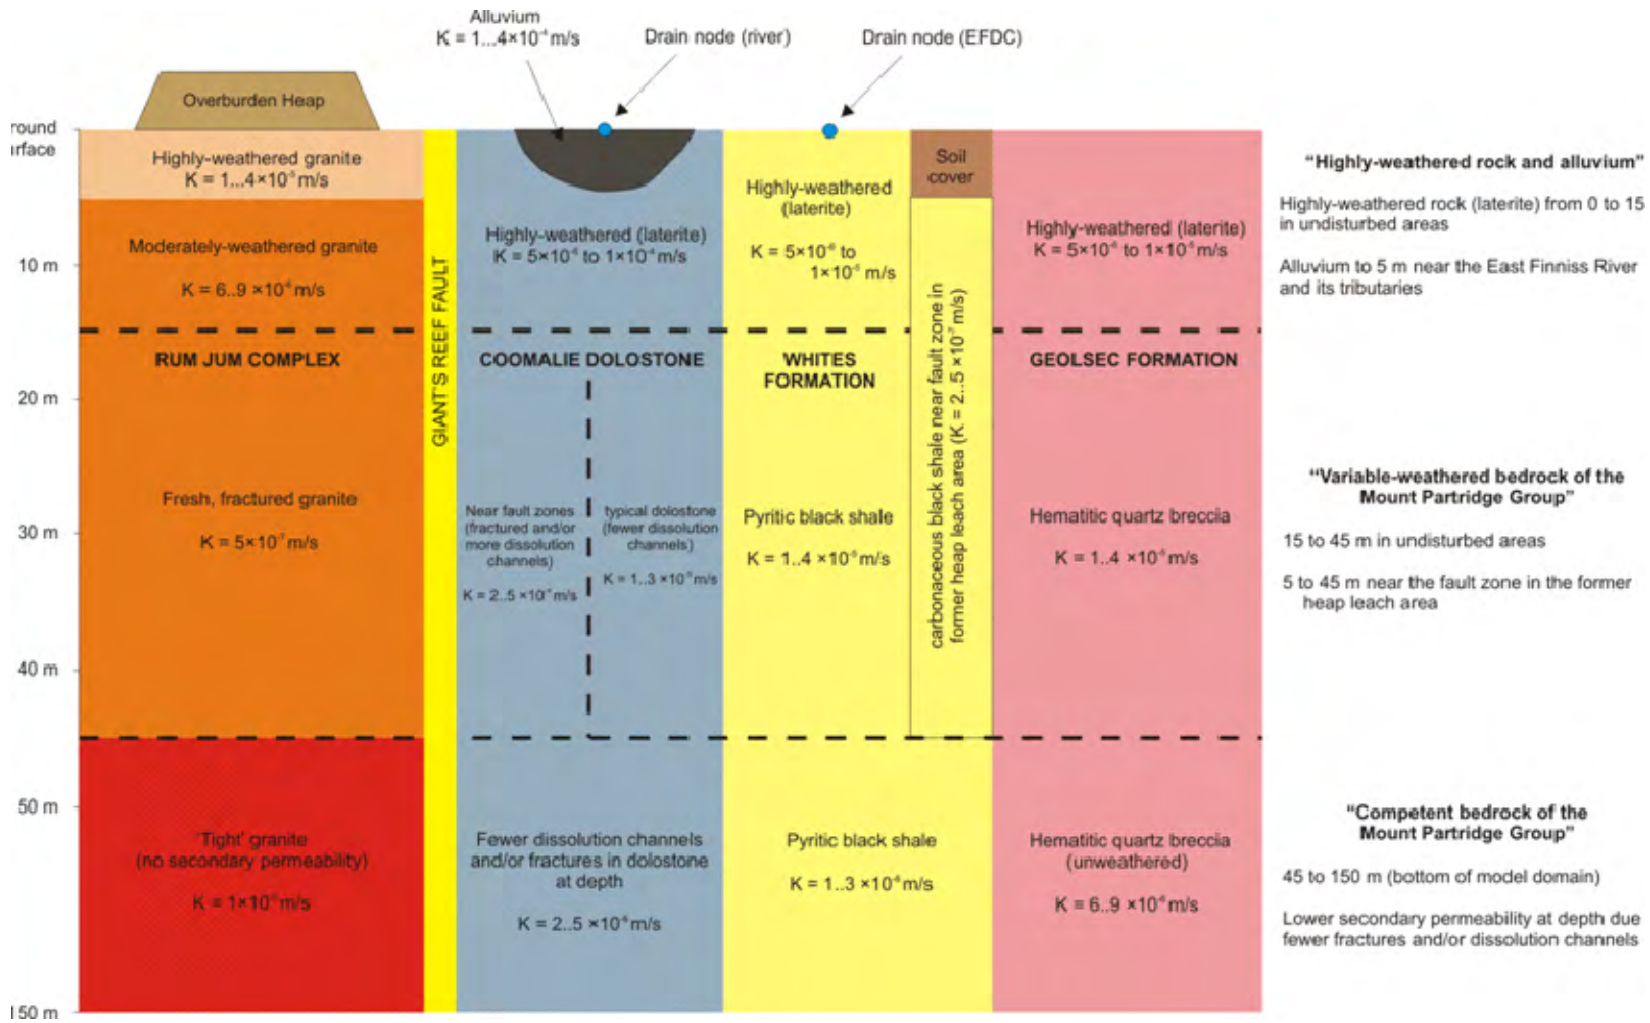 Alluvium
K = 1...4×10⁻⁴ m/s
Drain node (river)
Drain node (EFDC)
Overburden Heap
round
rface
Highly-weathered granite
K = 1...4×10⁻⁵ m/s
Soil
cover
"Highly-weathered rock and alluvium"
Highly-weathered rock (laterite) from 0 to 15
in undisturbed areas
Alluvium to 5 m near the East Finniss River
and its tributaries
Moderately-weathered granite
K = 6..9 ×10⁻⁶ m/s
Highly-weathered (laterite)
K = 5×10⁻⁶ to 1×10⁻⁴ m/s
Highly-weathered
(laterite)
K = 5×10⁻⁶ to
1×10⁻⁵ m/s
Highly-weathered (laterite)
K = 5×10⁻⁶ to 1×10⁻⁵ m/s
10 m
GIANT'S REEF FAULT
RUM JUM COMPLEX
COOMALIE DOLOSTONE
WHITIES
FORMATION
GEOLSEC FORMATION
20 m
carbonaceous black shale near fault zone in
former heap leach area (K = 2..5 ×10 m/s)
Fresh, fractured granite
K = 5×10⁻⁷ m/s
Near fault zones
(fractured and/or
more dissolution
channels)
K = 2..5 ×10 m/s
typical dolostone
(fewer dissolution
channels)
K = 1...3 ×10 m/s
Pyritic black shale
K = 1..4 ×10 m/s
Hematitic quartz breccia
K = 1..4 ×10 m/s
30 m
"Variable-weathered bedrock of the
Mount Partridge Group"
15 to 45 m in undisturbed areas
5 to 45 m near the fault zone in the former
heap leach area
40 m
50 m
'Tight' granite
(no secondary permeability)
K = 1×10 m/s
Fewer dissolution channels
and/or fractures in dolostone
at depth
K = 2..5 ×10 m/s
Pyritic black shale
K = 1..3 ×10 m/s
Hematitic quartz breccia
(unweathered)
K = 6..9 ×10 m/s
"Competent bedrock of the
Mount Partridge Group"
45 to 150 m (bottom of model domain)
Lower secondary permeability at depth due
fewer fractures and/or dissolution channels
150 m